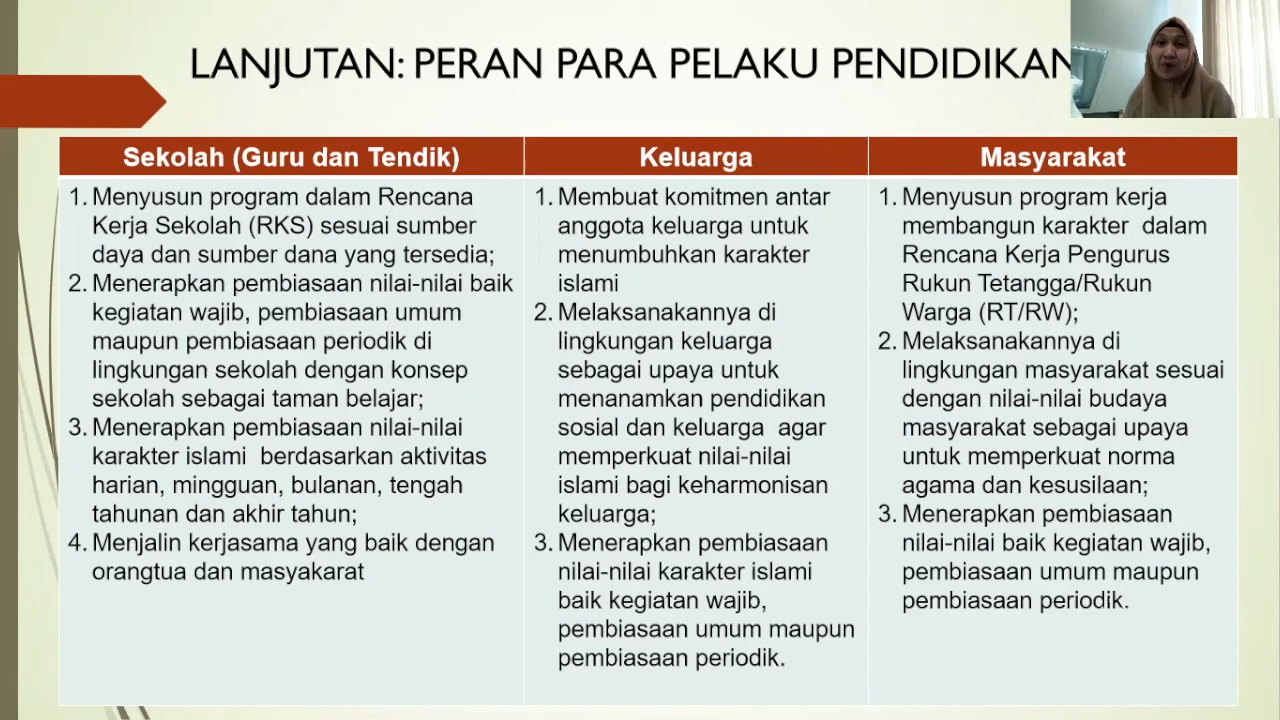 LANJUTAN: PERAN PARA PELAKU PENDIDIKAN
Sekolah (Guru dan Tendik)
1. Menyusun program dalam Rencana
Kerja Sekolah (RKS) sesuai sumber
daya dan sumber dana yang tersedia;
2. Menerapkan pembiasaan nilai-nilai baik
kegiatan wajib, pembiasaan umum
maupun pembiasaan periodik di
lingkungan sekolah dengan konsep
sekolah sebagai taman belajar;
3. Menerapkan pembiasaan nilai-nilai
karakter islami berdasarkan aktivitas
harian, mingguan, bulanan, tengah
tahunan dan akhir tahun;
4. Menjalin kerjasama yang baik dengan
orangtua dan masyakarat
Keluarga
1. Membuat komitmen antar
anggota keluarga untuk
menumbuhkan karakter
islami
2. Melaksanakannya di
lingkungan keluarga
sebagai upaya untuk
menanamkan pendidikan
sosial dan keluarga agar
memperkuat nilai-nilai
islami bagi keharmonisan
keluarga;
3. Menerapkan pembiasaan
nilai-nilai karakter islami
baik kegiatan wajib,
pembiasaan umum maupun
pembiasaan periodik.
Masyarakat
1. Menyusun program kerja
membangun karakter dalam
Rencana Kerja Pengurus
Rukun Tetangga/Rukun
Warga (RT/RW);
2. Melaksanakannya di
lingkungan masyarakat sesuai
dengan nilai-nilai budaya
masyarakat sebagai upaya
untuk memperkuat norma
agama dan kesusilaan;
3. Menerapkan pembiasaan
nilai-nilai baik kegiatan wajib,
pembiasaan umum maupun
pembiasaan periodik.